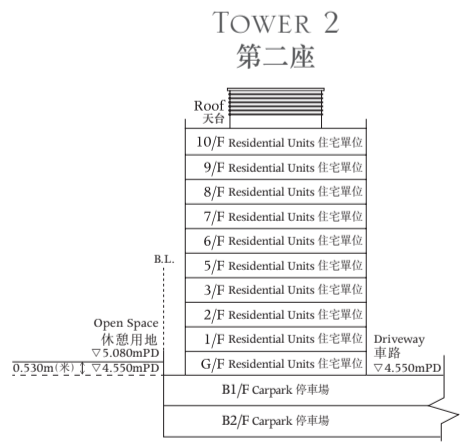 TOWER 2
第二座
Roof
天台
10/F Residential Units 住宅單位
9/F Residential Units 住宅單位
8/F Residential Units 住宅單位
7/F Residential Units 住宅單位
6/F Residential Units 住宅單位
B.L.
5/F Residential Units 住宅單位
3/F Residential Units 住宅單位
2/F Residential Units 住宅單位
Open Space
休憩用地
▽5.080mPD
1/F Residential Units 住宅單位
Driveway
車路
0.530m(米) ▽4.550mPD
G/F Residential Units 住宅單位
▽4.550mPD
B1/F Carpark 停車場
B2/F Carpark 停車場